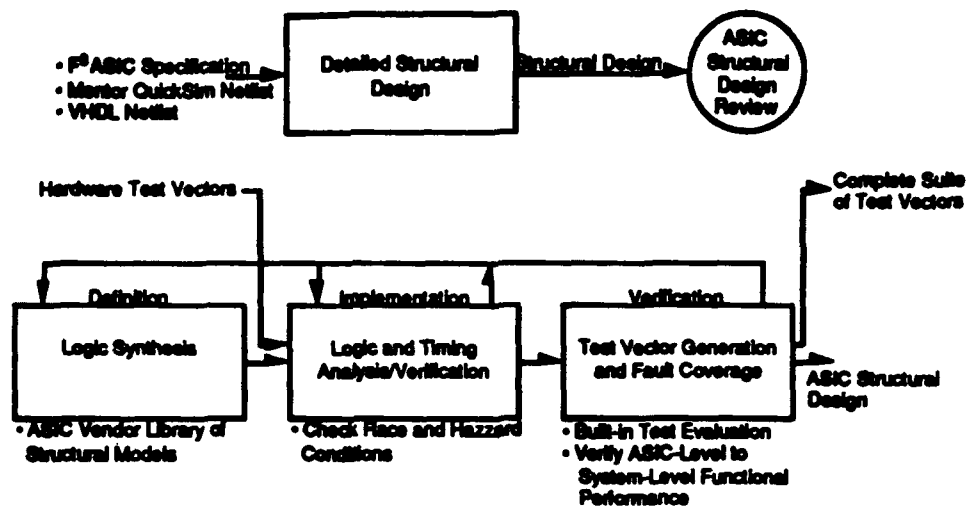 • F³ ASIC Specification
• Mentor QuickSim Netlist
• VHDL Netlist
Detailed Structural
Design
Structural Design
ASIC
Structural
Design
Review
Hardware Test Vectors
Complete Suite
of Test Vectors
Definition
Implementation
Verification
Logic Synthesis
Logic and Timing
Analysis/Verification
Test Vector Generation
and Fault Coverage
ASIC Structural
Design
• ASIC Vendor Library of
Structural Models
• Check Race and Hazzard
Conditions
• Built-in Test Evaluation
• Verify ASIC-Level to
System-Level Functional
Performance